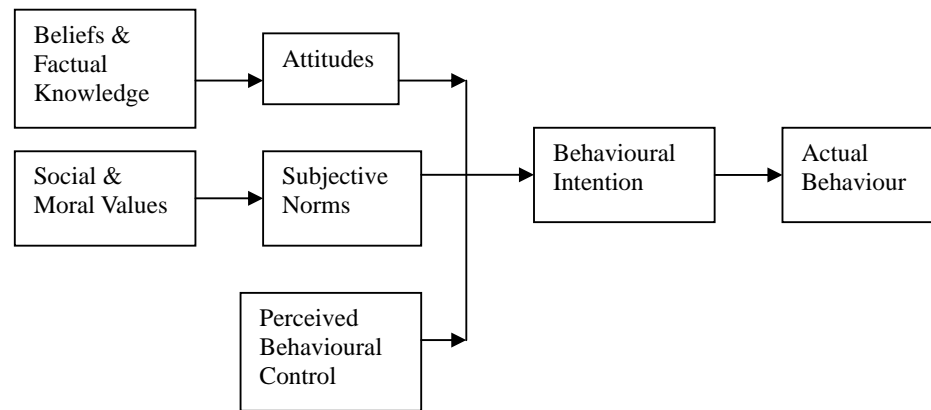 Beliefs &
Factual
Knowledge
Attitudes
Social &
Moral Values
Subjective
Norms
Perceived
Behavioural
Control
Behavioural
Intention
Actual
Behaviour